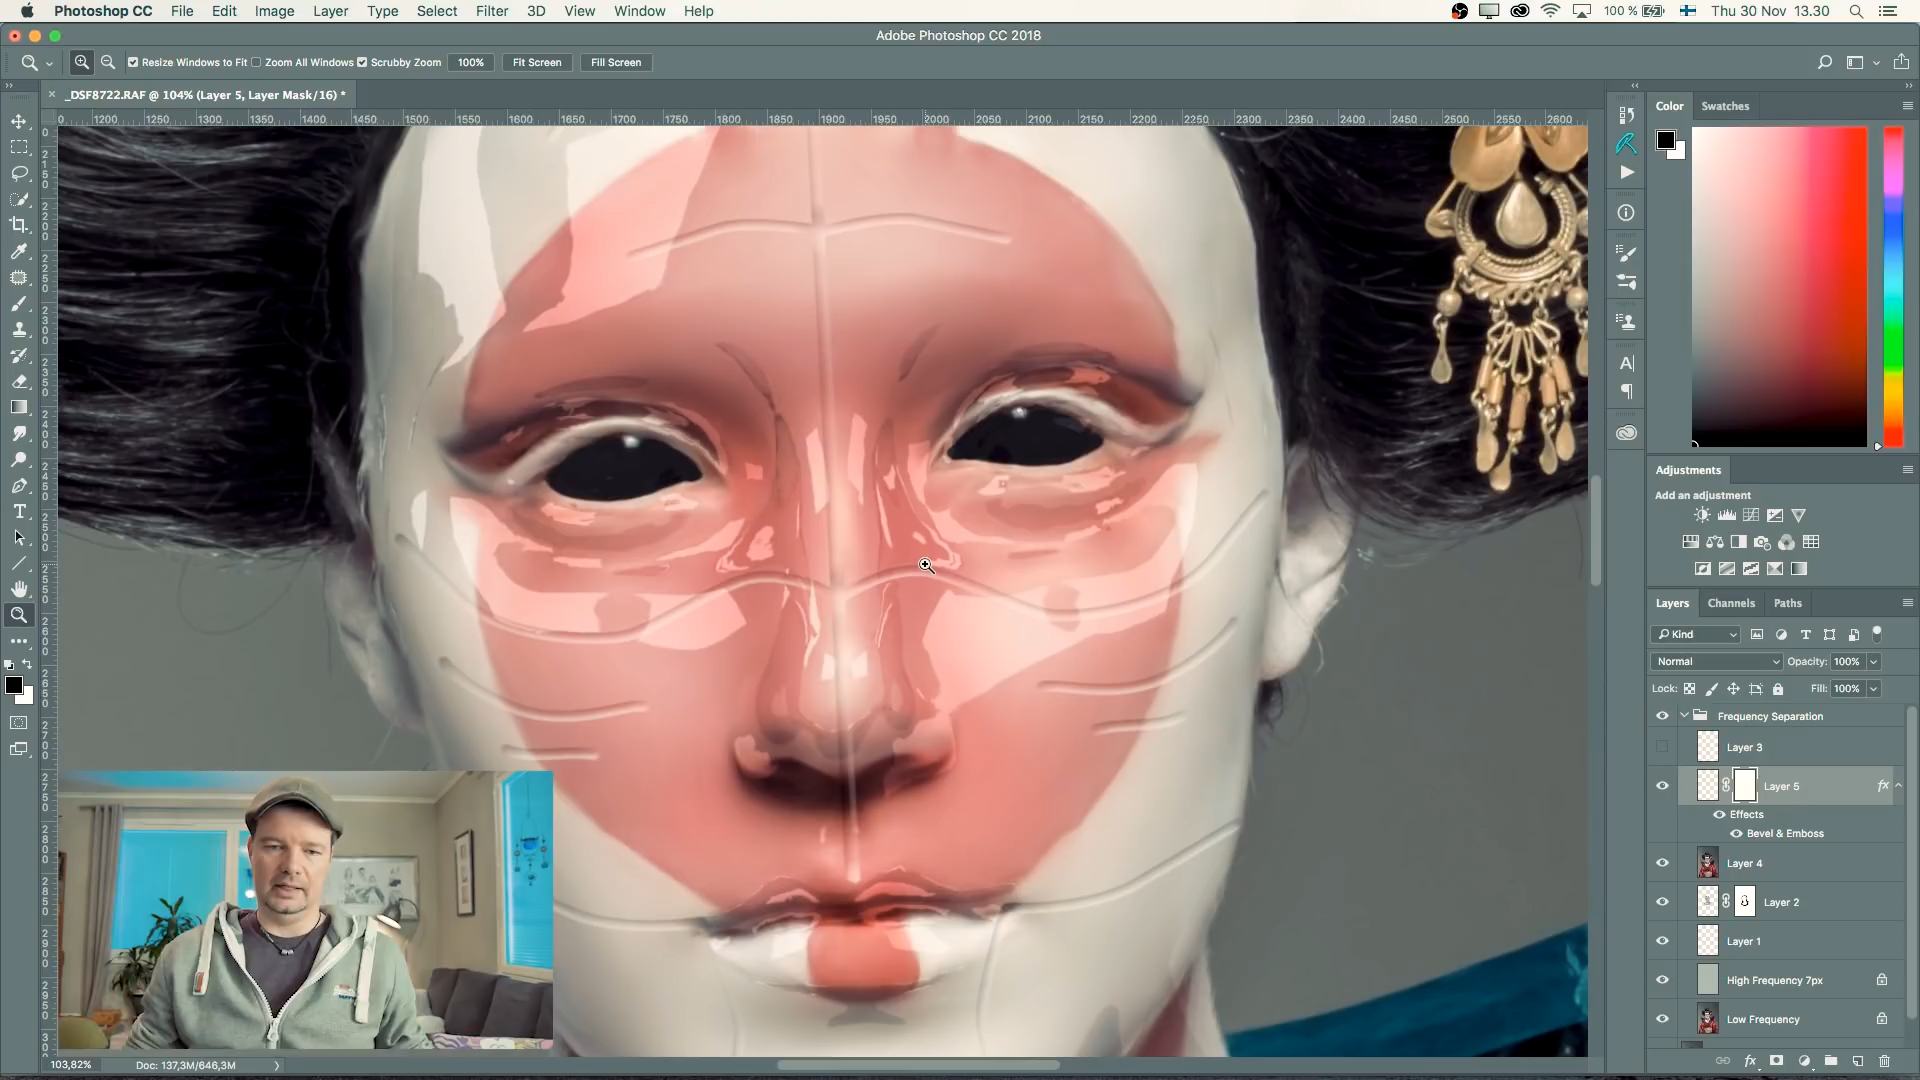 Photoshop CC File Edit Image Layer Type Select Filter 3D View Window Help 100 % Thu 30 Nov 13.30
Adobe Photoshop CC 2018
Resize Windows to Fit Zoom All Windows Scrubby Zoom 100% Fit Screen Fill Screen
_DSF8722.RAF @ 104% (Layer 5, Layer Mask/16) *
1200 1250 1300 1350 1400 1450 1500 1550 1600 1650 1700 1750 1800 1850 1900 1950 2000 2050 2100 2150 2200 2250 2300 2350 2400 2450 2500 2550 2600
Color Swatches
Adjustments
Add an adjustment
Layers Channels Paths
Kind
Normal Opacity: 100%
Lock: Fill: 100%
Frequency Separation
Layer 3
Layer 5 fx
Effects
Bevel & Emboss
Layer 4
Layer 2
Layer 1
High Frequency 7px
Low Frequency
fx
103,82% Doc: 137,3M/646,3M